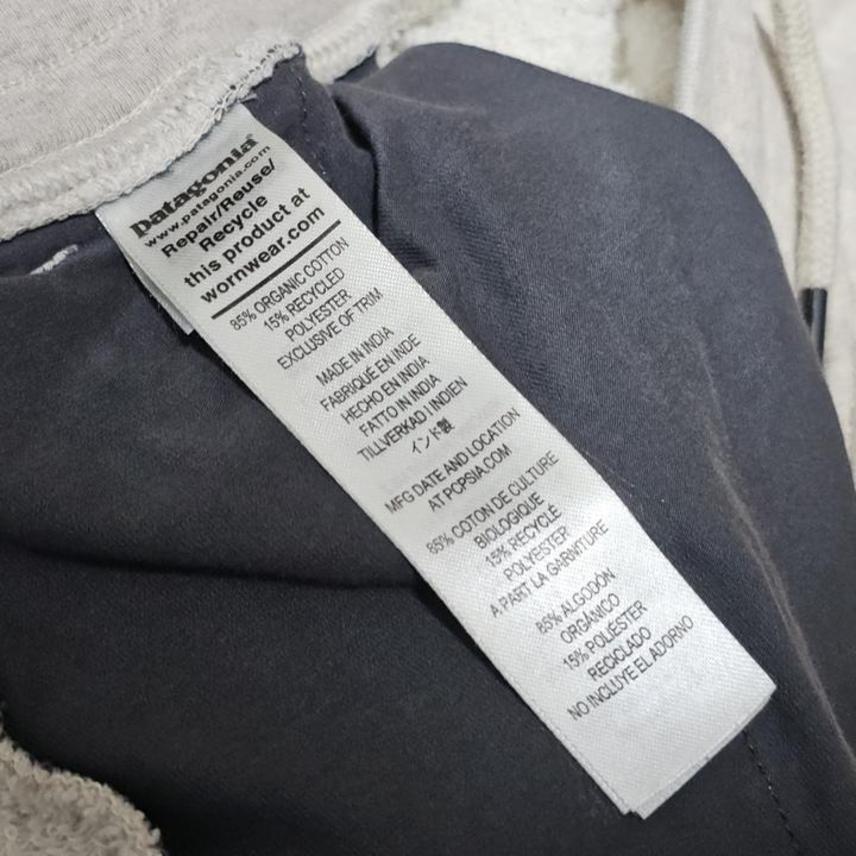 patagonia®
www.patagonia.com
Repair/Reuse/
Recycle
this product at
wornwear.com
85% ORGANIC COTTON
15% RECYCLED
POLYESTER
EXCLUSIVE OF TRIM
MADE IN INDIA
FABRIQUÉ EN INDE
HECHO EN INDIA
FATTO IN INDIA
TILLVERKAD I INDIEN
インド製
MFG DATE AND LOCATION
AT PCPSIA.COM
85% COTON DE CULTURE
BIOLOGIQUE
15% RECYCLÉ
POLYESTER
A PART LA GARNITURE
85% ALGODÓN
ORGÁNICO
15% POLIÉSTER
RECICLADO
NO INCLUYE EL ADORNO